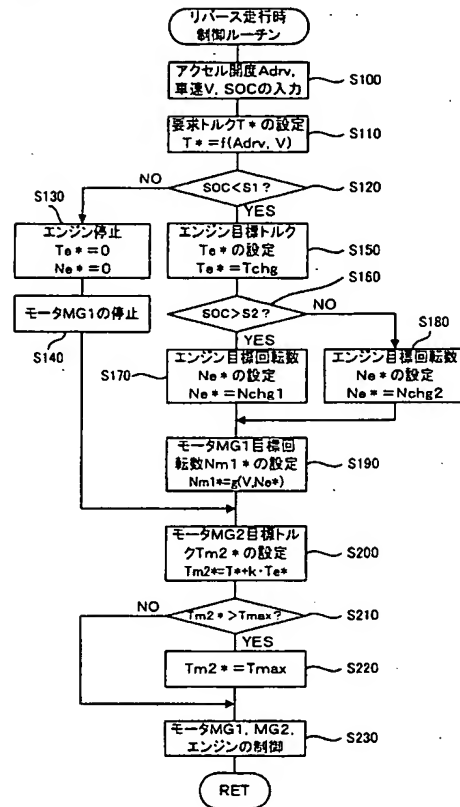 リバース走行時
制御ルーチン
アクセル開度Adrv,
車速V, SOCの入力
S100
要求トルクT*の設定
T*=f(Adrv, V)
S110
SOC<S1?
S120
NO
YES
S130
エンジン停止
Te*=0
Ne*=0
エンジン目標トルク
Te*の設定
Te*=Tchg
S150
モータMG1の停止
S140
SOC>S2?
S160
NO
YES
S170
エンジン目標回転数
Ne*の設定
Ne*=Nchg1
S180
エンジン目標回転数
Ne*の設定
Ne*=Nchg2
モータMG1目標回
転数Nm1*の設定
Nm1*=g(V,Ne*)
S190
モータMG2目標トル
クTm2*の設定
Tm2*=T*+k・Te*
S200
NO
Tm2*>Tmax?
S210
YES
Tm2*=Tmax
S220
モータMG1, MG2,
エンジンの制御
S230
RET